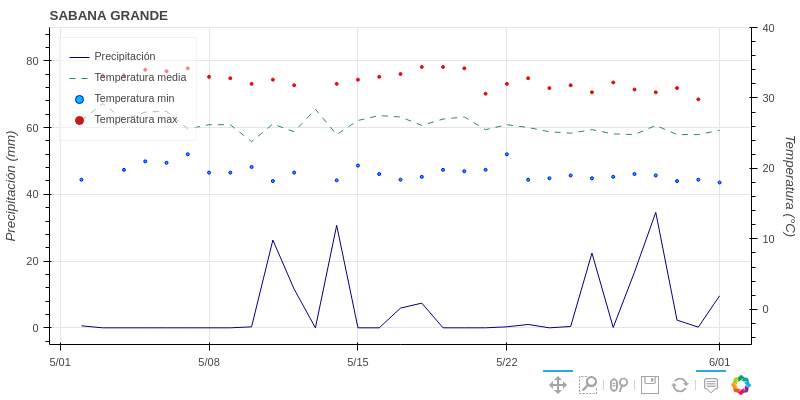 SABANA GRANDE
Precipitación
Temperatura media
Temperatura min
Temperatura max
Precipitación (mm)
80
60
40
20
0
Temperatura (°C)
40
30
20
10
0
5/01
5/08
5/15
5/22
6/01